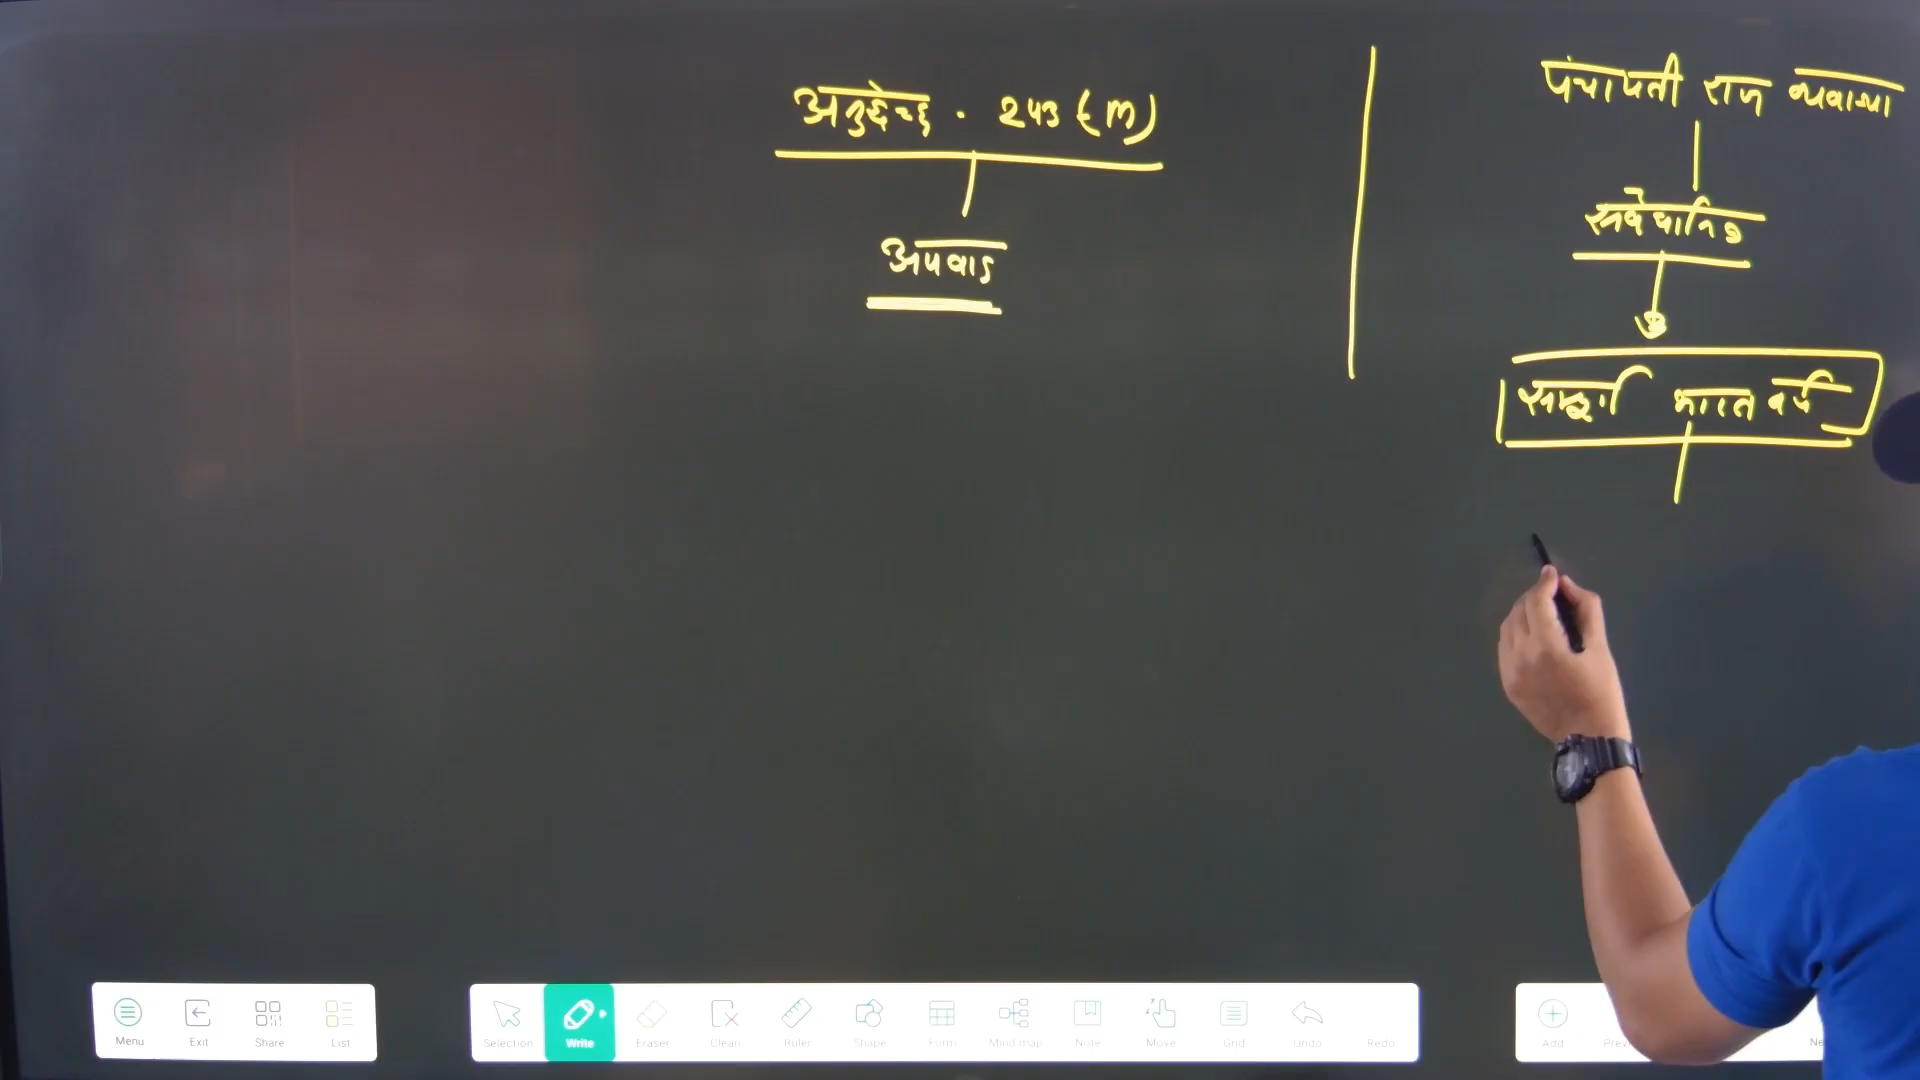 अनुच्छेद . 243 (M)
अपवाद
पंचायती राज व्यवस्था
संवैधानिक
सम्पूर्ण भारत वर्ष
Menu Exit Share List
Selection Write Eraser Clean Ruler Shape Form Mind map Note Move Grid Undo Redo
Add